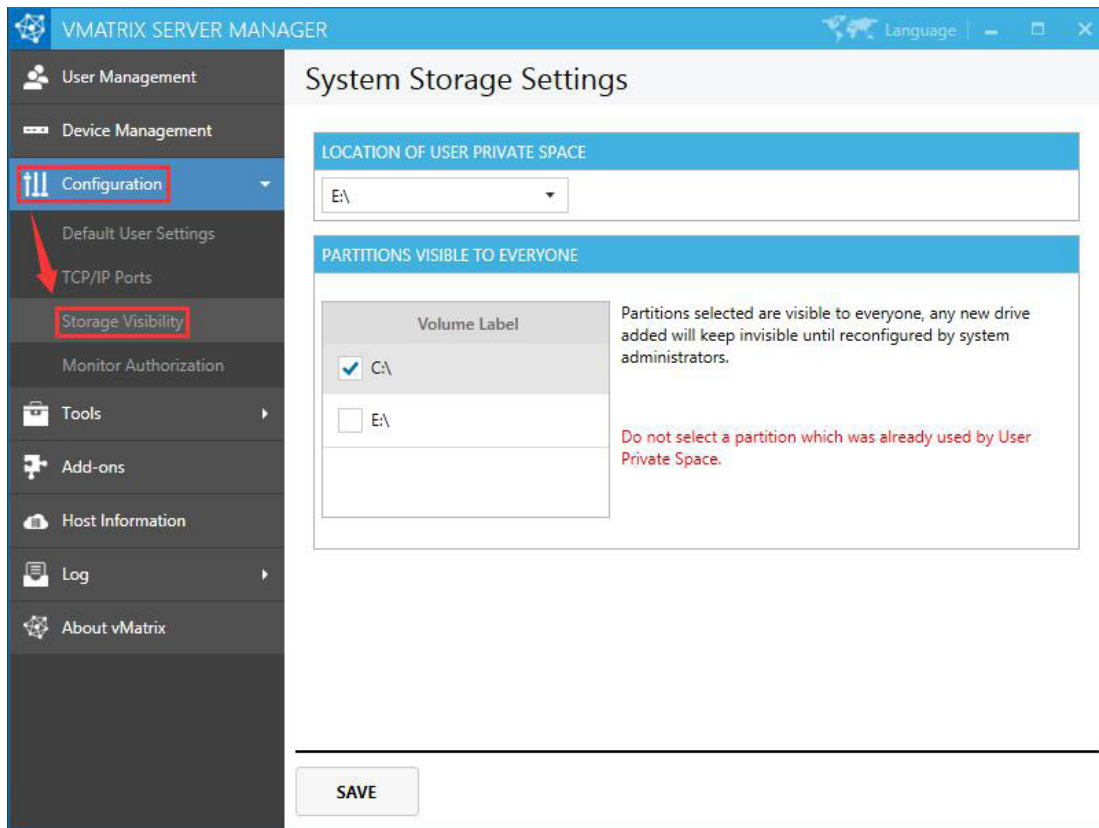 VMATRIX SERVER MANAGER
Language
User Management
Device Management
Configuration
Default User Settings
TCP/IP Ports
Storage Visibility
Monitor Authorization
Tools
Add-ons
Host Information
Log
About vMatrix
System Storage Settings
LOCATION OF USER PRIVATE SPACE
E:\
PARTITIONS VISIBLE TO EVERYONE
Volume Label
C:\
E:\
Partitions selected are visible to everyone, any new drive
added will keep invisible until reconfigured by system
administrators.
Do not select a partition which was already used by User
Private Space.
SAVE